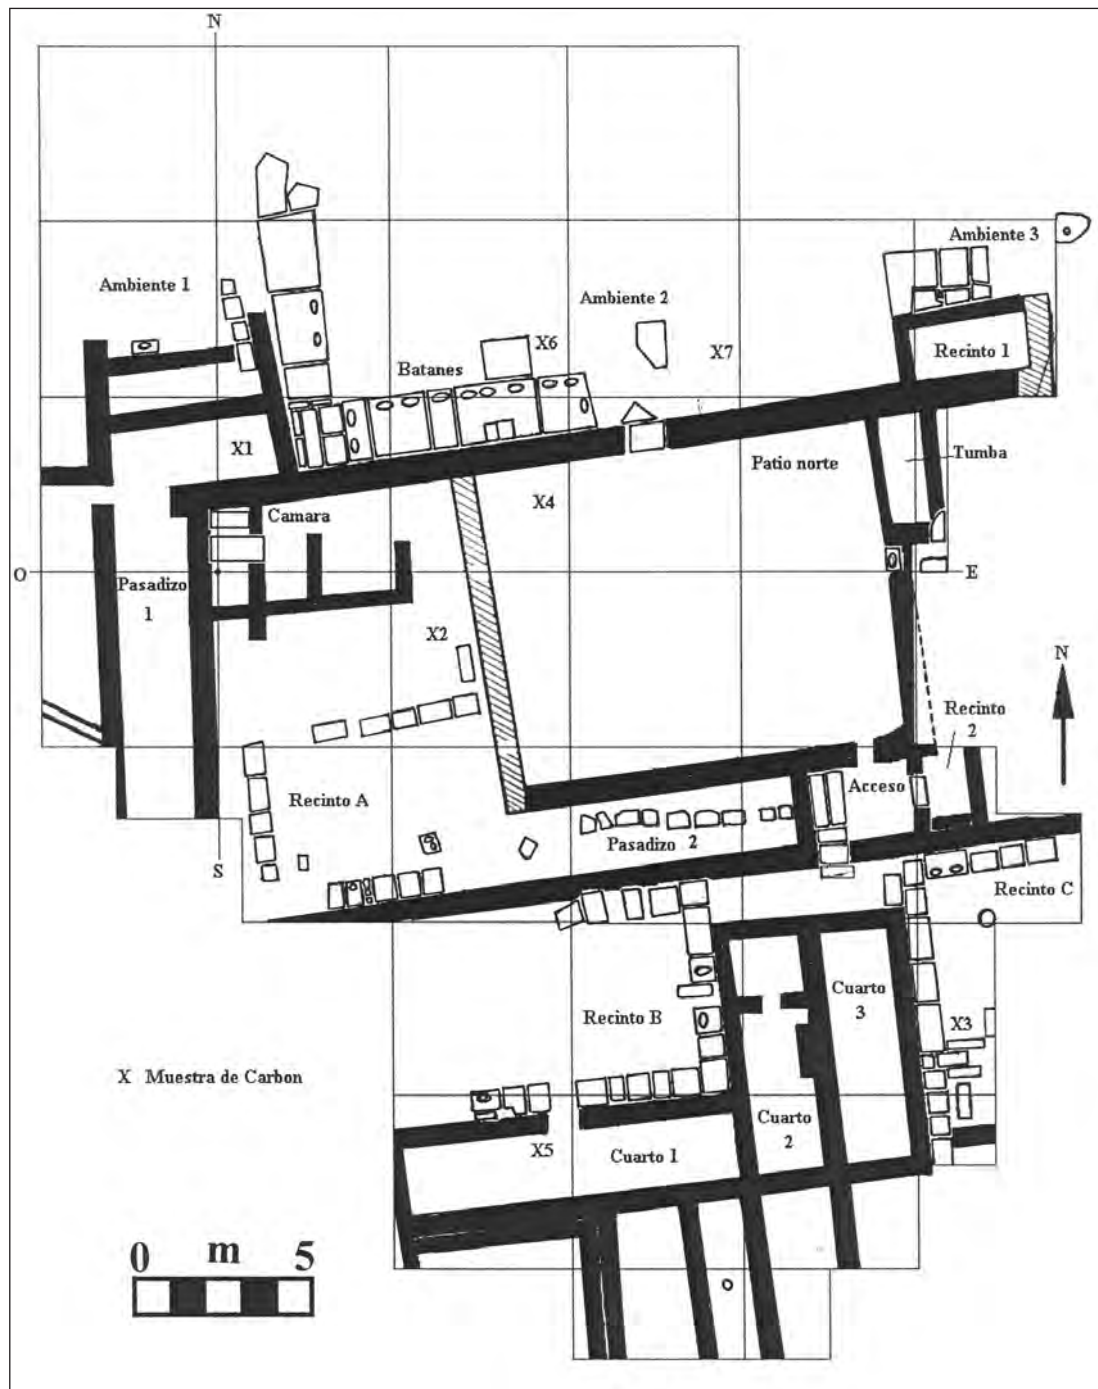 N
Ambiente 3
Ambiente 1
Ambiente 2
X6
X7
Recinto 1
Batanes
X1
Patio norte
Tumba
X4
Camara
O
E
Pasadizo
1
X2
N
Recinto
2
Recinto A
Acceso
Pasadizo 2
S
Recinto C
Cuarto
3
Recinto B
X3
X Muestra de Carbon
Cuarto
2
X5
Cuarto 1
0 m 5